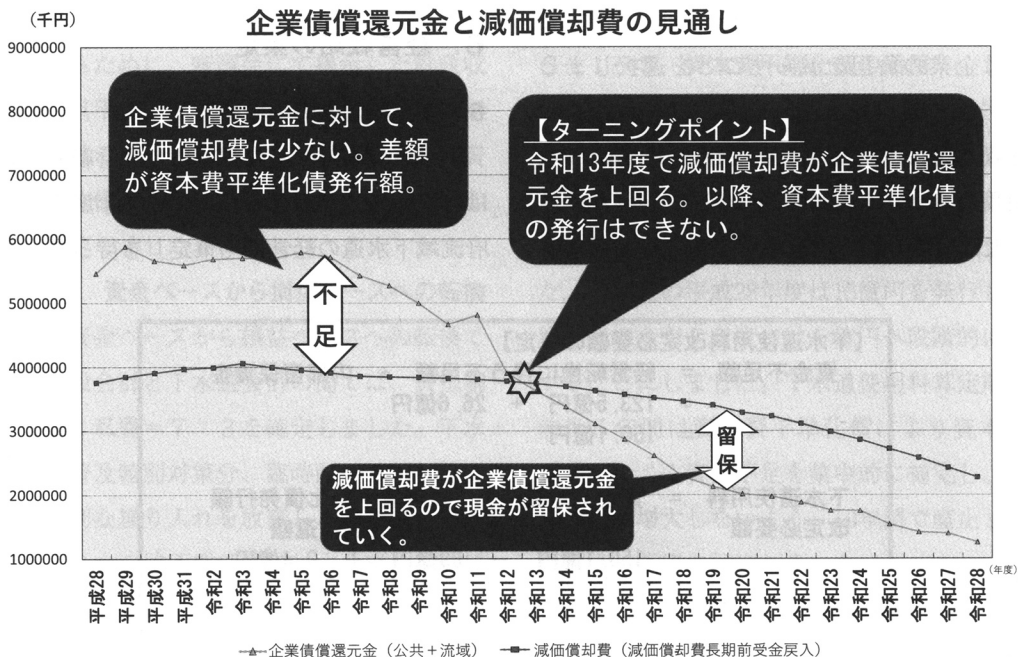 企業債償還元金と減価償却費の見通し
（千円）
9000000
8000000
7000000
6000000
5000000
4000000
3000000
2000000
1000000
企業債償還元金に対して、
減価償却費は少ない。差額
が資本費平準化債発行額。
【ターニングポイント】
令和13年度で減価償却費が企業債償還
元金を上回る。以降、資本費平準化債
の発行はできない。
不
足
留
保
減価償却費が企業債償還元金
を上回るので現金が留保され
ていく。
平成28
平成29
平成30
平成31
令和2
令和3
令和4
令和5
令和6
令和7
令和8
令和9
令和10
令和11
令和12
令和13
令和14
令和15
令和16
令和17
令和18
令和19
令和20
令和21
令和22
令和23
令和24
令和25
令和26
令和27
令和28
（年度）
企業債償還元金（公共＋流域）
減価償却費（減価償却費長期前受金戻入）